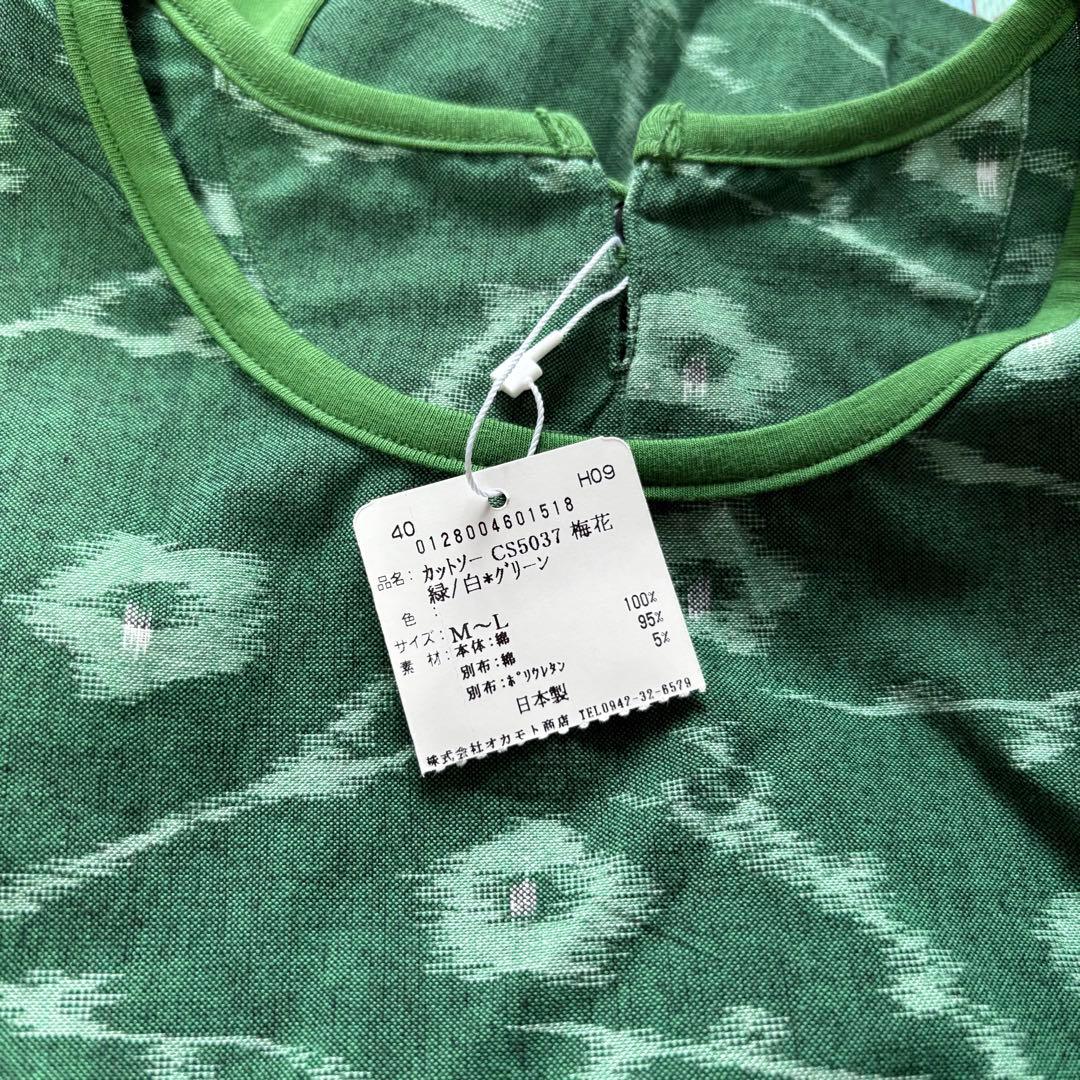 40 H09
0128004601518
品名: カットソー CS5037 梅花
色 : 緑/白*グリーン
サイズ: M～L
素 材: 本体:綿 100%
別布:綿 95%
別布:ﾎﾟﾘｳﾚﾀﾝ 5%
日本製
株式会社オカモト商店 TEL0942-32-6579